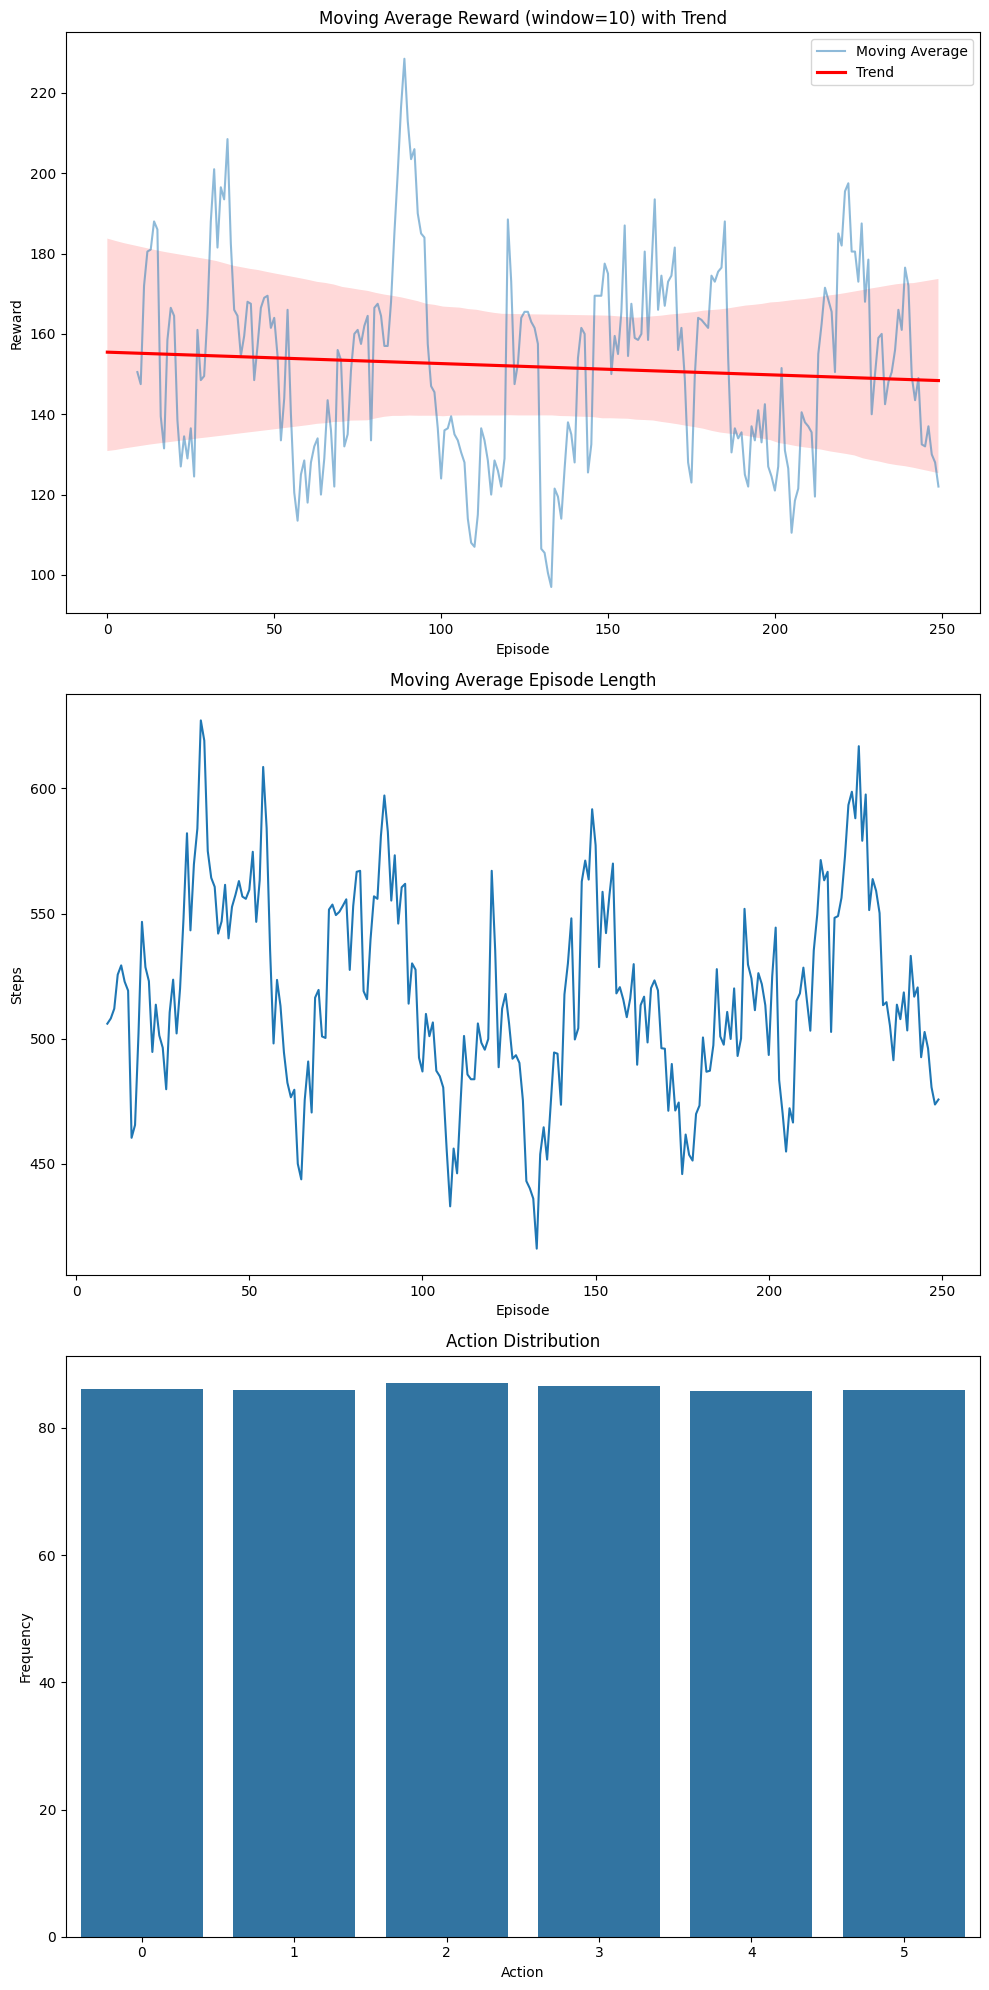 Moving Average Reward (window=10) with Trend
Moving Average
Trend
220
200
180
160
140
120
100
Reward
0 50 100 150 200 250
Episode
Moving Average Episode Length
600
550
500
450
Steps
0 50 100 150 200 250
Episode
Action Distribution
80
60
40
20
0
Frequency
0 1 2 3 4 5
Action